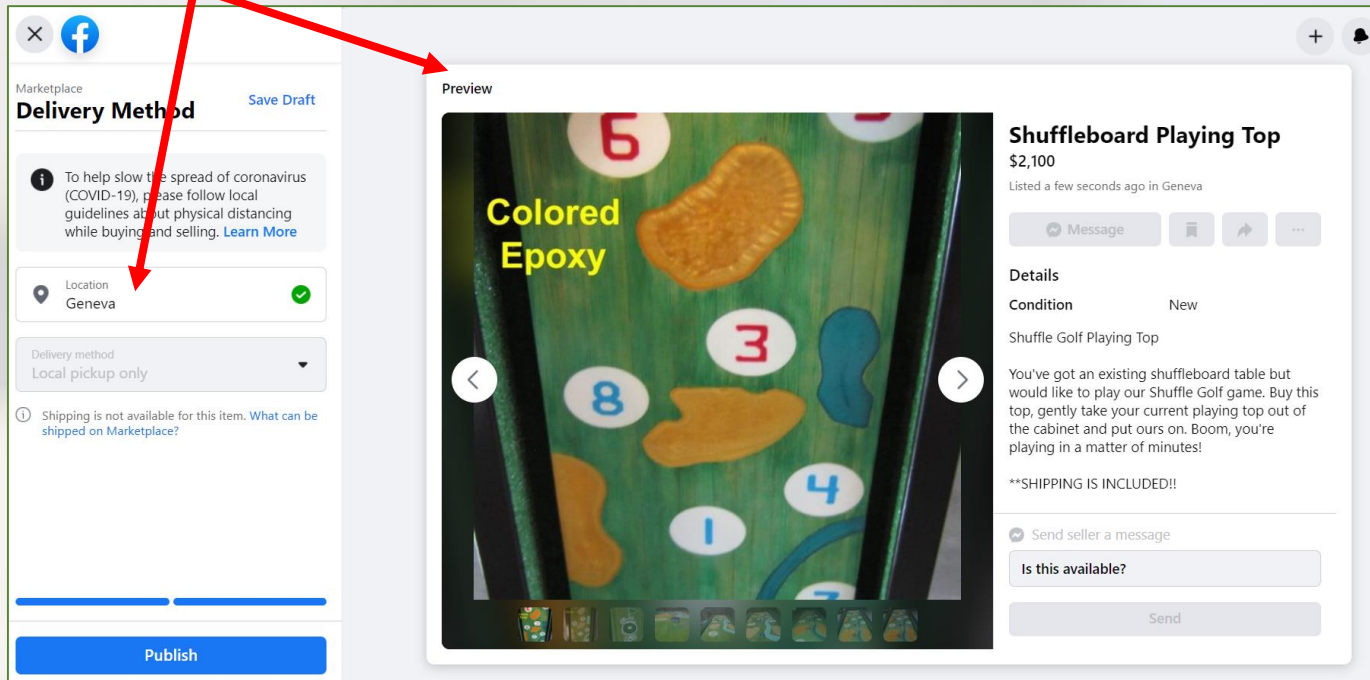 Marketplace
Delivery Method
Save Draft
To help slow the spread of coronavirus
(COVID-19), please follow local
guidelines about physical distancing
while buying and selling. Learn More
Location
Geneva
Delivery method
Local pickup only
Shipping is not available for this item. What can be
shipped on Marketplace?
Publish
Preview
Colored
Epoxy
6
3
8
4
1
Shuffleboard Playing Top
$2,100
Listed a few seconds ago in Geneva
Message
Details
Condition New
Shuffle Golf Playing Top
You've got an existing shuffleboard table but
would like to play our Shuffle Golf game. Buy this
top, gently take your current playing top out of
the cabinet and put ours on. Boom, you're
playing in a matter of minutes!
**SHIPPING IS INCLUDED!!
Send seller a message
Is this available?
Send